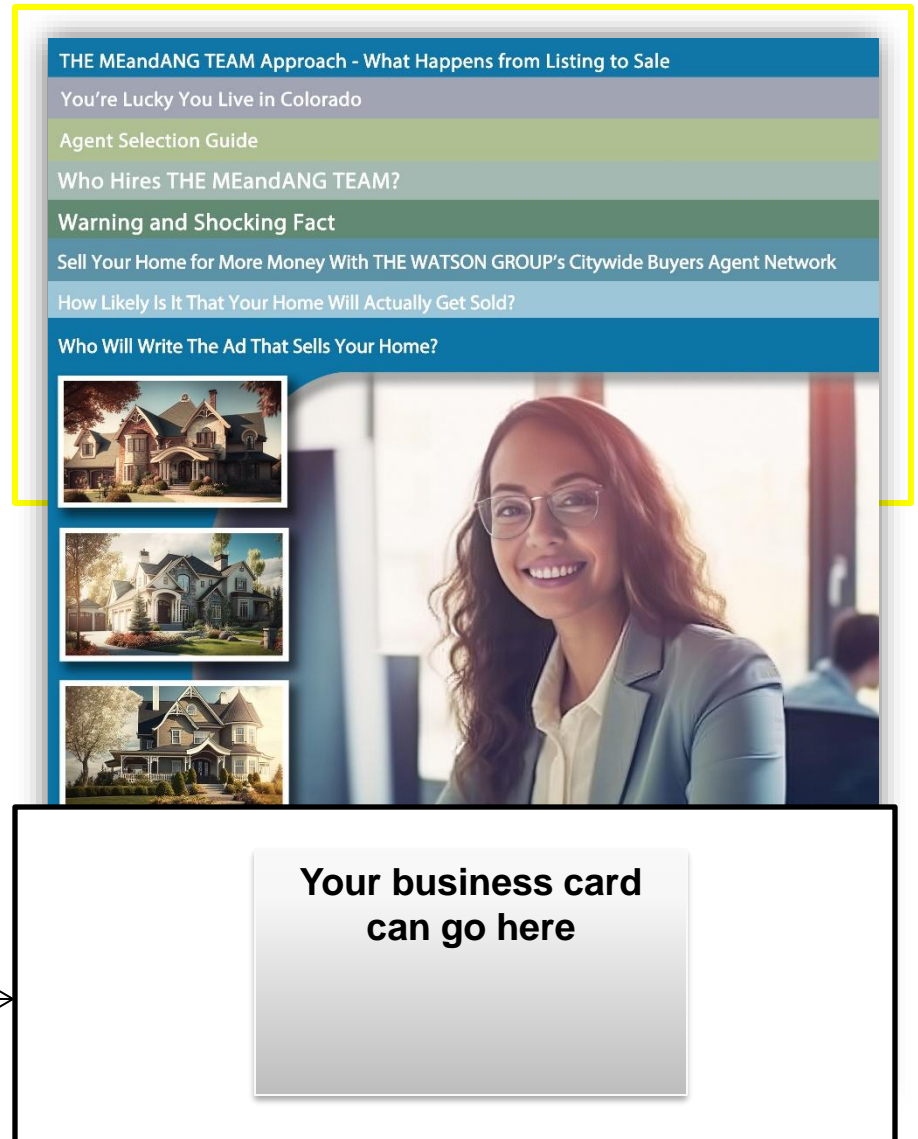 THE MEandANG TEAM Approach - What Happens from Listing to Sale
You're Lucky You Live in Colorado
Agent Selection Guide
Who Hires THE MEandANG TEAM?
Warning and Shocking Fact
Sell Your Home for More Money With THE WATSON GROUP's Citywide Buyers Agent Network
How Likely Is It That Your Home Will Actually Get Sold?
Who Will Write The Ad That Sells Your Home?
Your business card
can go here